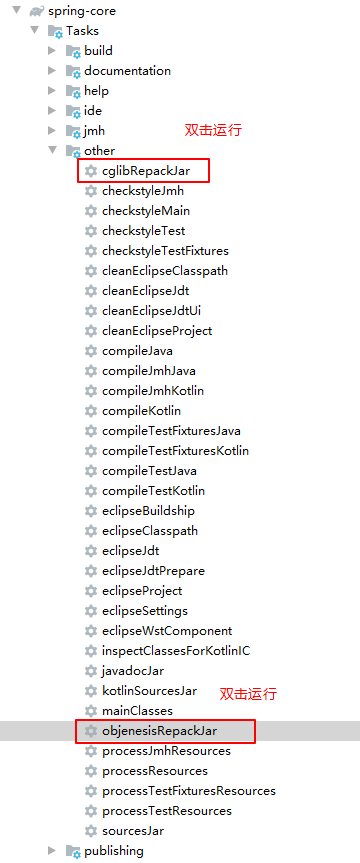 spring-core
Tasks
build
documentation
help
ide
jmh 双击运行
other
cglibRepackJar
checkstyleJmh
checkstyleMain
checkstyleTest
checkstyleTestFixtures
cleanEclipseClasspath
cleanEclipseJdt
cleanEclipseJdtUi
cleanEclipseProject
compileJava
compileJmhJava
compileJmhKotlin
compileKotlin
compileTestFixturesJava
compileTestFixturesKotlin
compileTestJava
compileTestKotlin
eclipseBuildship
eclipseClasspath
eclipseJdt
eclipseJdtPrepare
eclipseProject
eclipseSettings
eclipseWstComponent
inspectClassesForKotlinIC
javadocJar
kotlinSourcesJar 双击运行
mainClasses
objenesisRepackJar
processJmhResources
processResources
processTestFixturesResources
processTestResources
sourcesJar
publishing